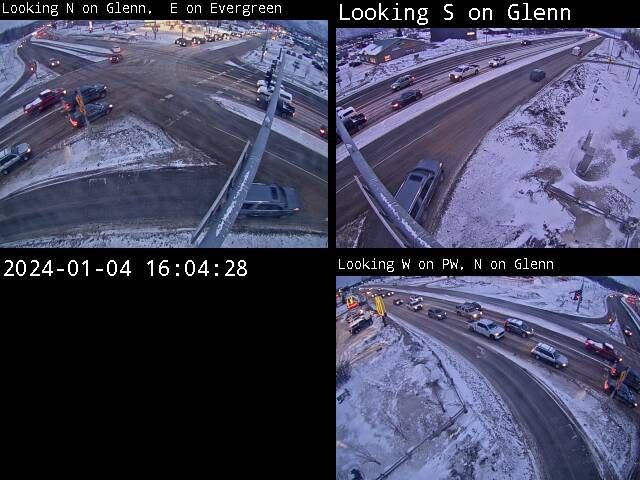 Looking N on Glenn,  E on Evergreen
Looking S on Glenn
2024-01-04 16:04:28
Looking W on PW, N on Glenn